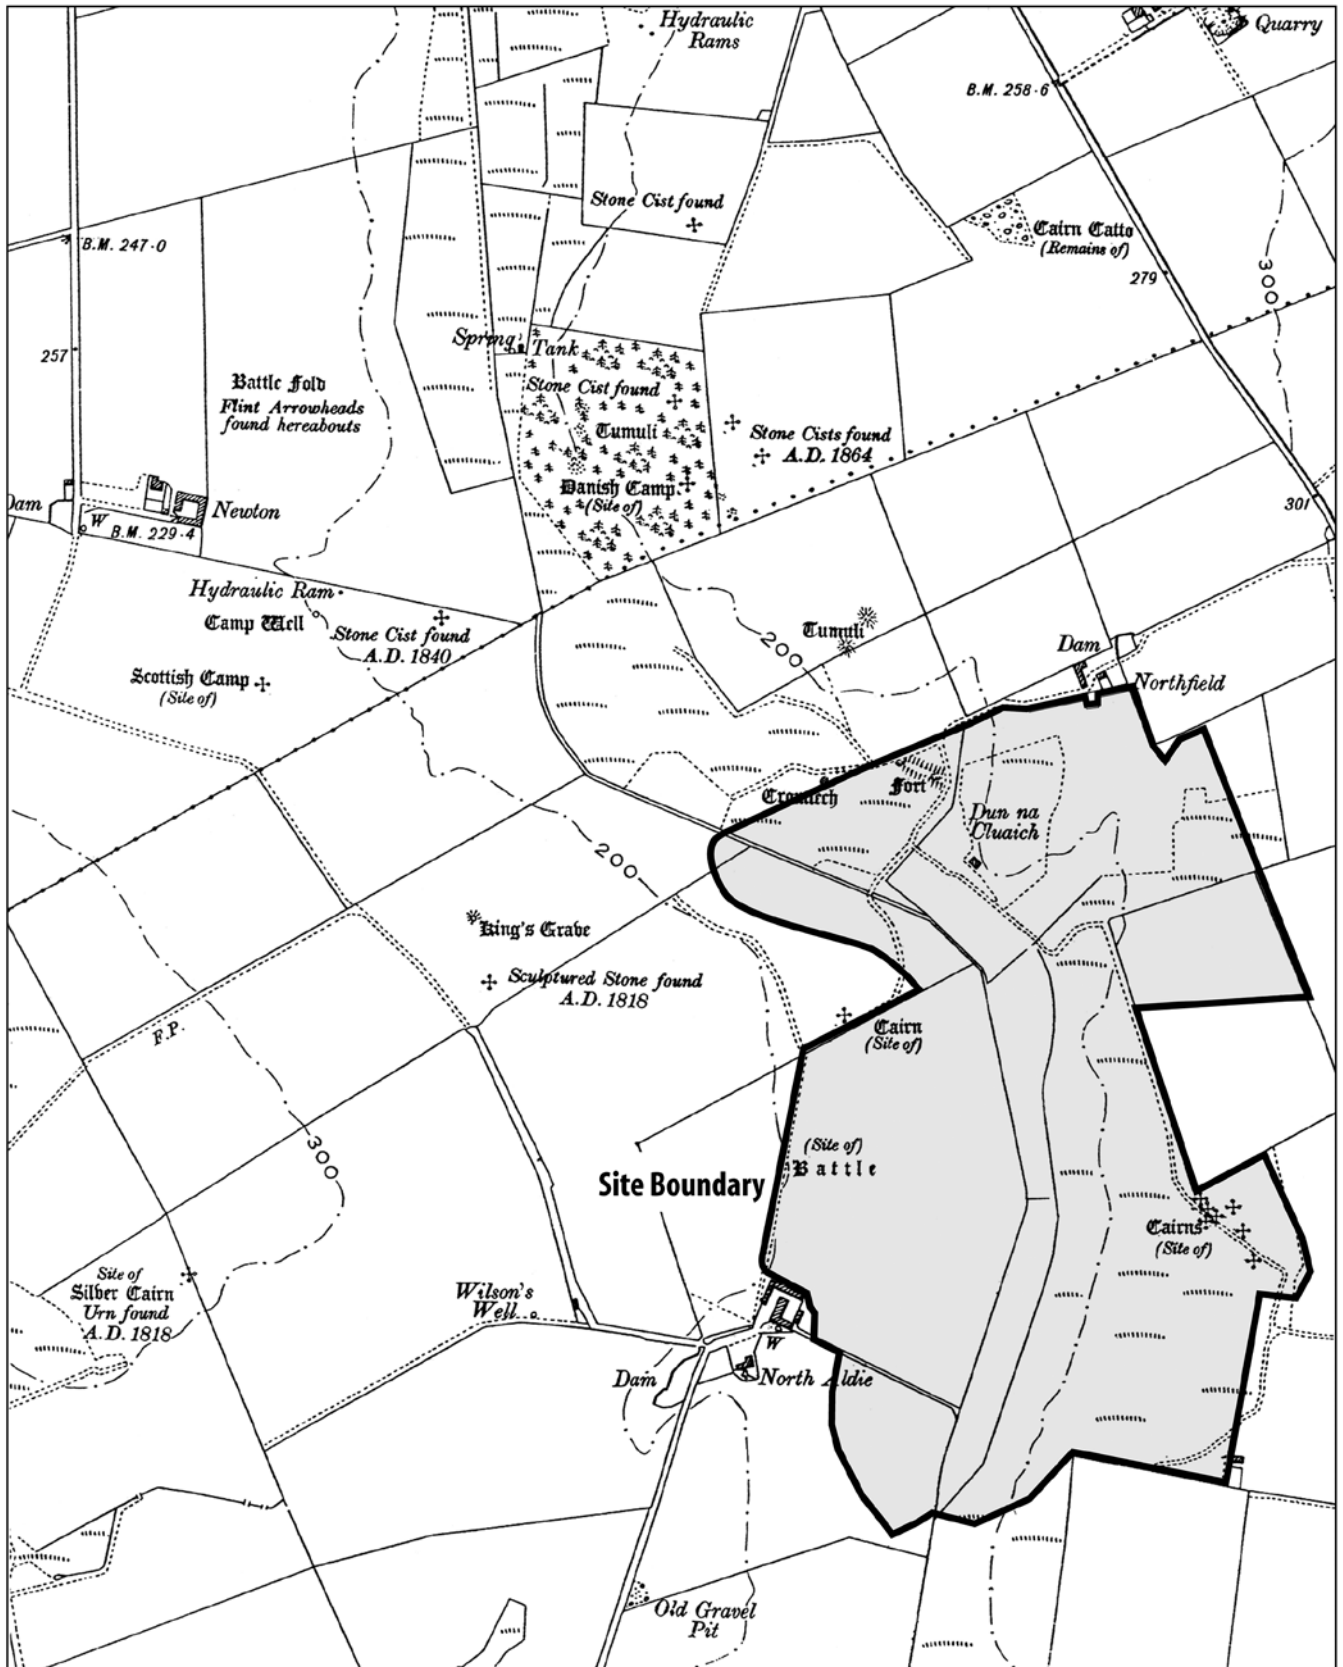 Hydraulic
Rams
Quarry
B.M. 258·6
Stone Cist found
Cairn Catto
(Remains of)
B.M. 247·0
279
300
257
Spring
Tank
Battle Fold
Flint Arrowheads
found hereabouts
Stone Cist found
Tumuli
Stone Cists found
A.D. 1864
Danish Camp
(Site of)
301
Dam
W
B.M. 229·4
Newton
Hydraulic Ram
Camp Well
Stone Cist found
A.D. 1840
Scottish Camp
(Site of)
200
Tumuli
Dam
Northfield
Cromlech
Fort
Dun na
Cluaich
200
King's Grave
Sculptured Stone found
A.D. 1818
F.P.
Cairn
(Site of)
300
(Site of)
Battle
Site Boundary
Cairns
(Site of)
Site of
Silver Cairn
Urn found
A.D. 1818
Wilson's
Well
W
Dam
North Aldie
Old Gravel
Pit